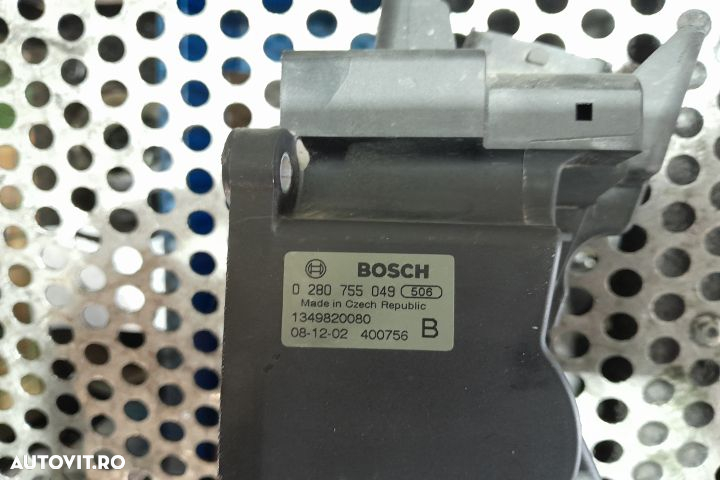 BOSCH
0 280 755 049 506
Made in Czech Republic
1349820080
08-12-02 400756 B
AUTOVIT.RO